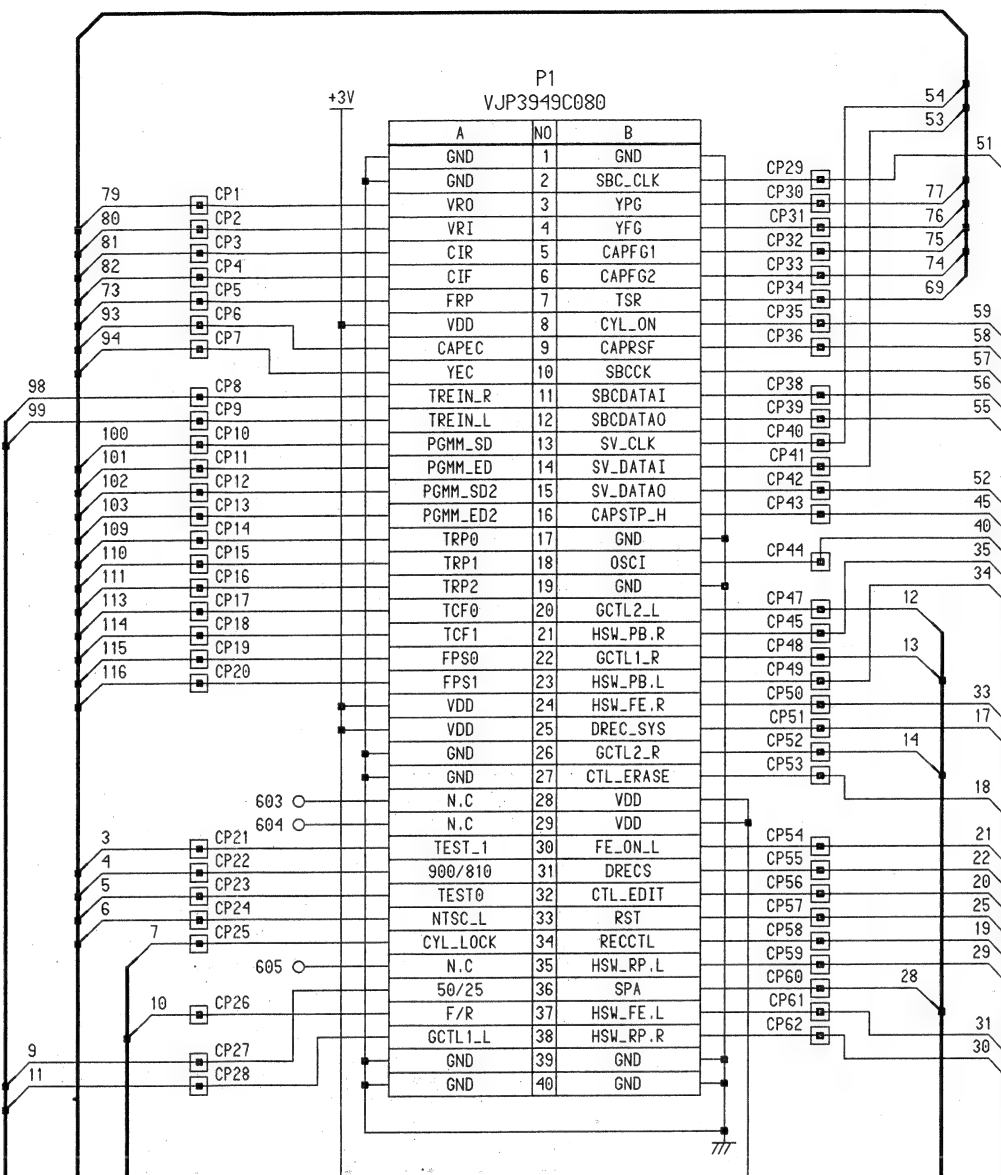 P1
+3V VJP3949C080
54
53
A NO B
51
GND 1 GND
CP29
GND 2 SBC_CLK
79 CP1 VRO 3 YPG CP30 77
80 CP2 VRI 4 YFG CP31 76
81 CP3 CIR 5 CAPFG1 CP32 75
82 CP4 CIF 6 CAPFG2 CP33 74
73 CP5 FRP 7 TSR CP34 69
93 CP6 VDD 8 CYL_ON CP35 59
94 CP7 CAPEC 9 CAPRSF CP36 58
YEC 10 SBCCK 57
98 CP8 TREIN_R 11 SBCDATAI CP38 56
99 CP9 TREIN_L 12 SBCDATAO CP39 55
100 CP10 PGMM_SD 13 SV_CLK CP40
101 CP11 PGMM_ED 14 SV_DATAI CP41
102 CP12 PGMM_SD2 15 SV_DATAO CP42 52
103 CP13 PGMM_ED2 16 CAPSTP_H CP43 45
109 CP14 TRP0 17 GND 40
110 CP15 TRP1 18 OSCI CP44 35
111 CP16 TRP2 19 GND 34
113 CP17 TCF0 20 GCTL2_L CP47 12
114 CP18 TCF1 21 HSW_PB.R CP45
115 CP19 FPS0 22 GCTL1_R CP48 13
116 CP20 FPS1 23 HSW_PB.L CP49
VDD 24 HSW_FE.R CP50 33
VDD 25 DREC_SYS CP51 17
GND 26 GCTL2_R CP52 14
GND 27 CTL_ERASE CP53
603 N.C 28 VDD 18
604 N.C 29 VDD
3 CP21 TEST_1 30 FE_ON_L CP54 21
4 CP22 900/810 31 DRECS CP55 22
5 CP23 TEST0 32 CTL_EDIT CP56 20
6 CP24 NTSC_L 33 RST CP57 25
7 CP25 CYL_LOCK 34 RECCTL CP58 19
605 N.C 35 HSW_RP.L CP59 29
50/25 36 SPA CP60 28
10 CP26 F/R 37 HSW_FE.L CP61 31
GCTL1_L 38 HSW_RP.R CP62 30
9 CP27 GND 39 GND
11 CP28 GND 40 GND